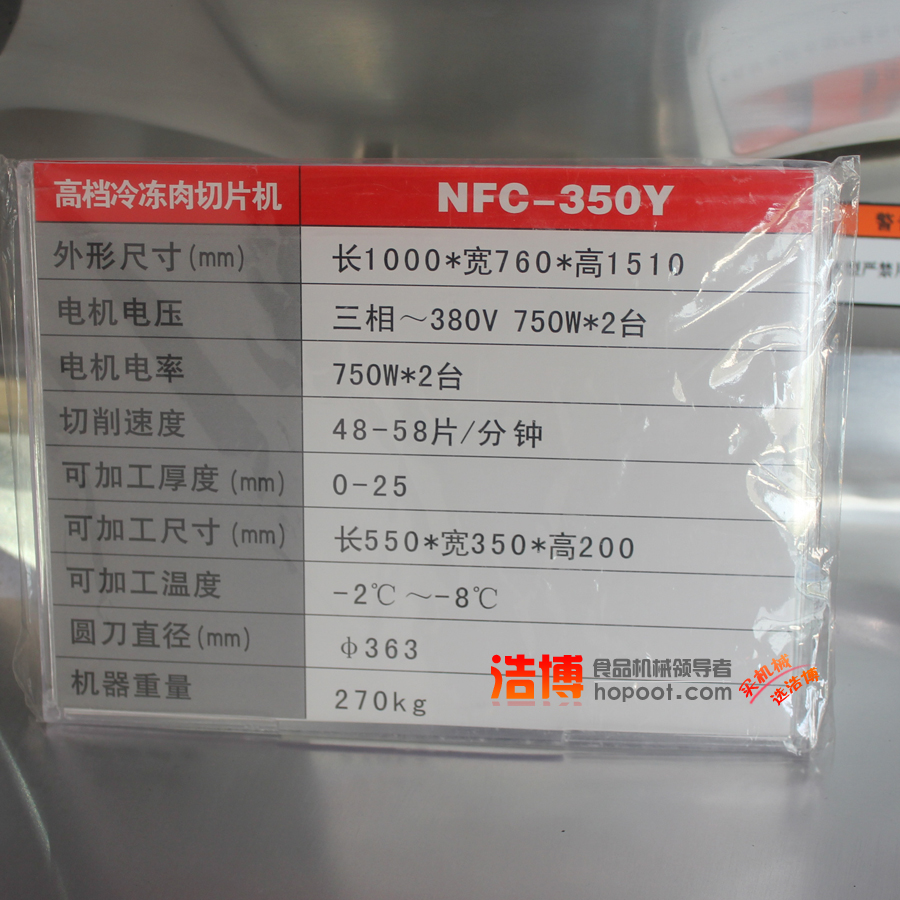 高档冷冻肉切片机 NFC-350Y
外形尺寸(mm) 长1000*宽760*高1510
电机电压 三相～380V 750W*2台
电机电率 750W*2台
切削速度 48-58片/分钟
可加工厚度(mm) 0-25
可加工尺寸(mm) 长550*宽350*高200
可加工温度 -2℃～-8℃
圆刀直径(mm) φ363
机器重量 270kg
浩博 食品机械领导者
hopoot.com
买机械
选浩博
警
严禁